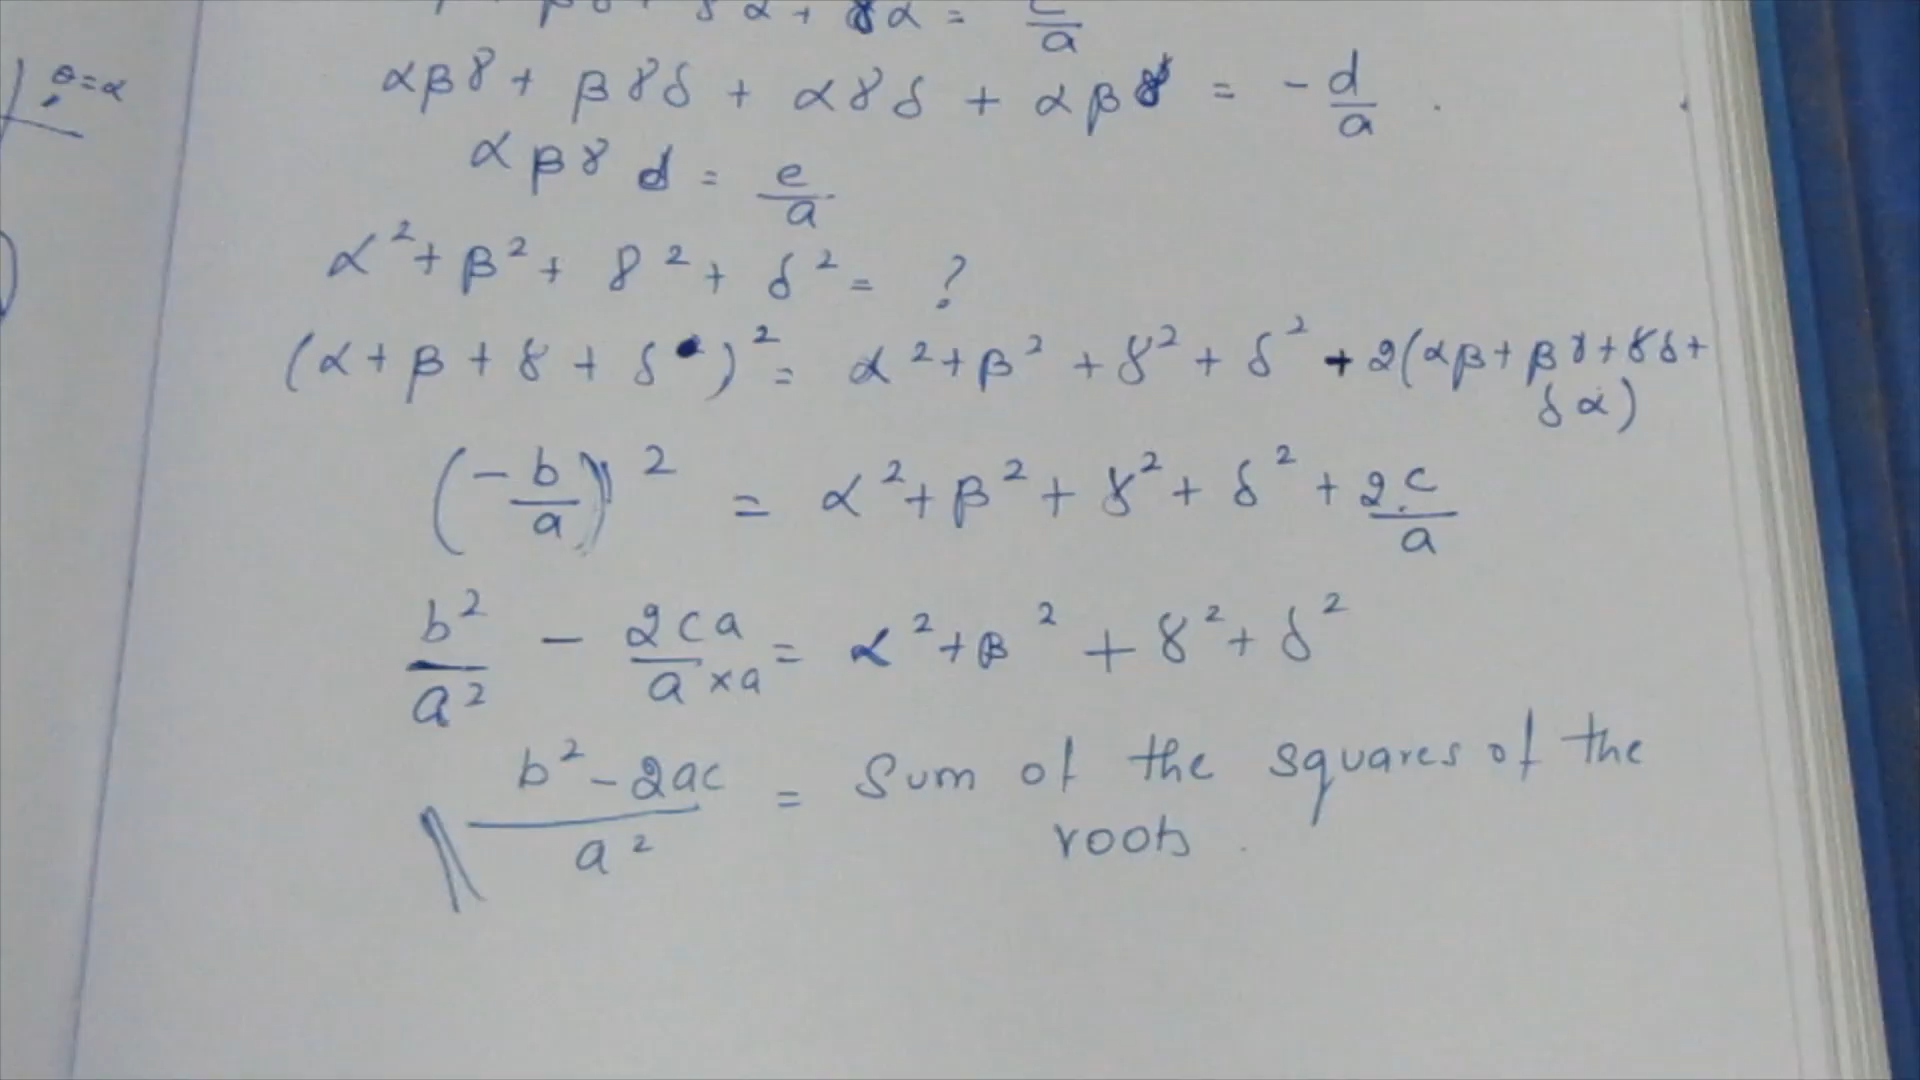 θ=α
α + γα = c/a
αβγ + βγδ + αγδ + αβδ = -d/a .
αβγδ = e/a
α² + β² + γ² + δ² = ?
(α + β + γ + δ)² = α² + β² + γ² + δ² + 2(αβ + βγ + γδ +
δα)
(-b/a)² = α² + β² + γ² + δ² + 2c/a
b²/a² - 2ca/a×a = α² + β² + γ² + δ²
b² - 2ac/a² = Sum of the squares of the
roots .